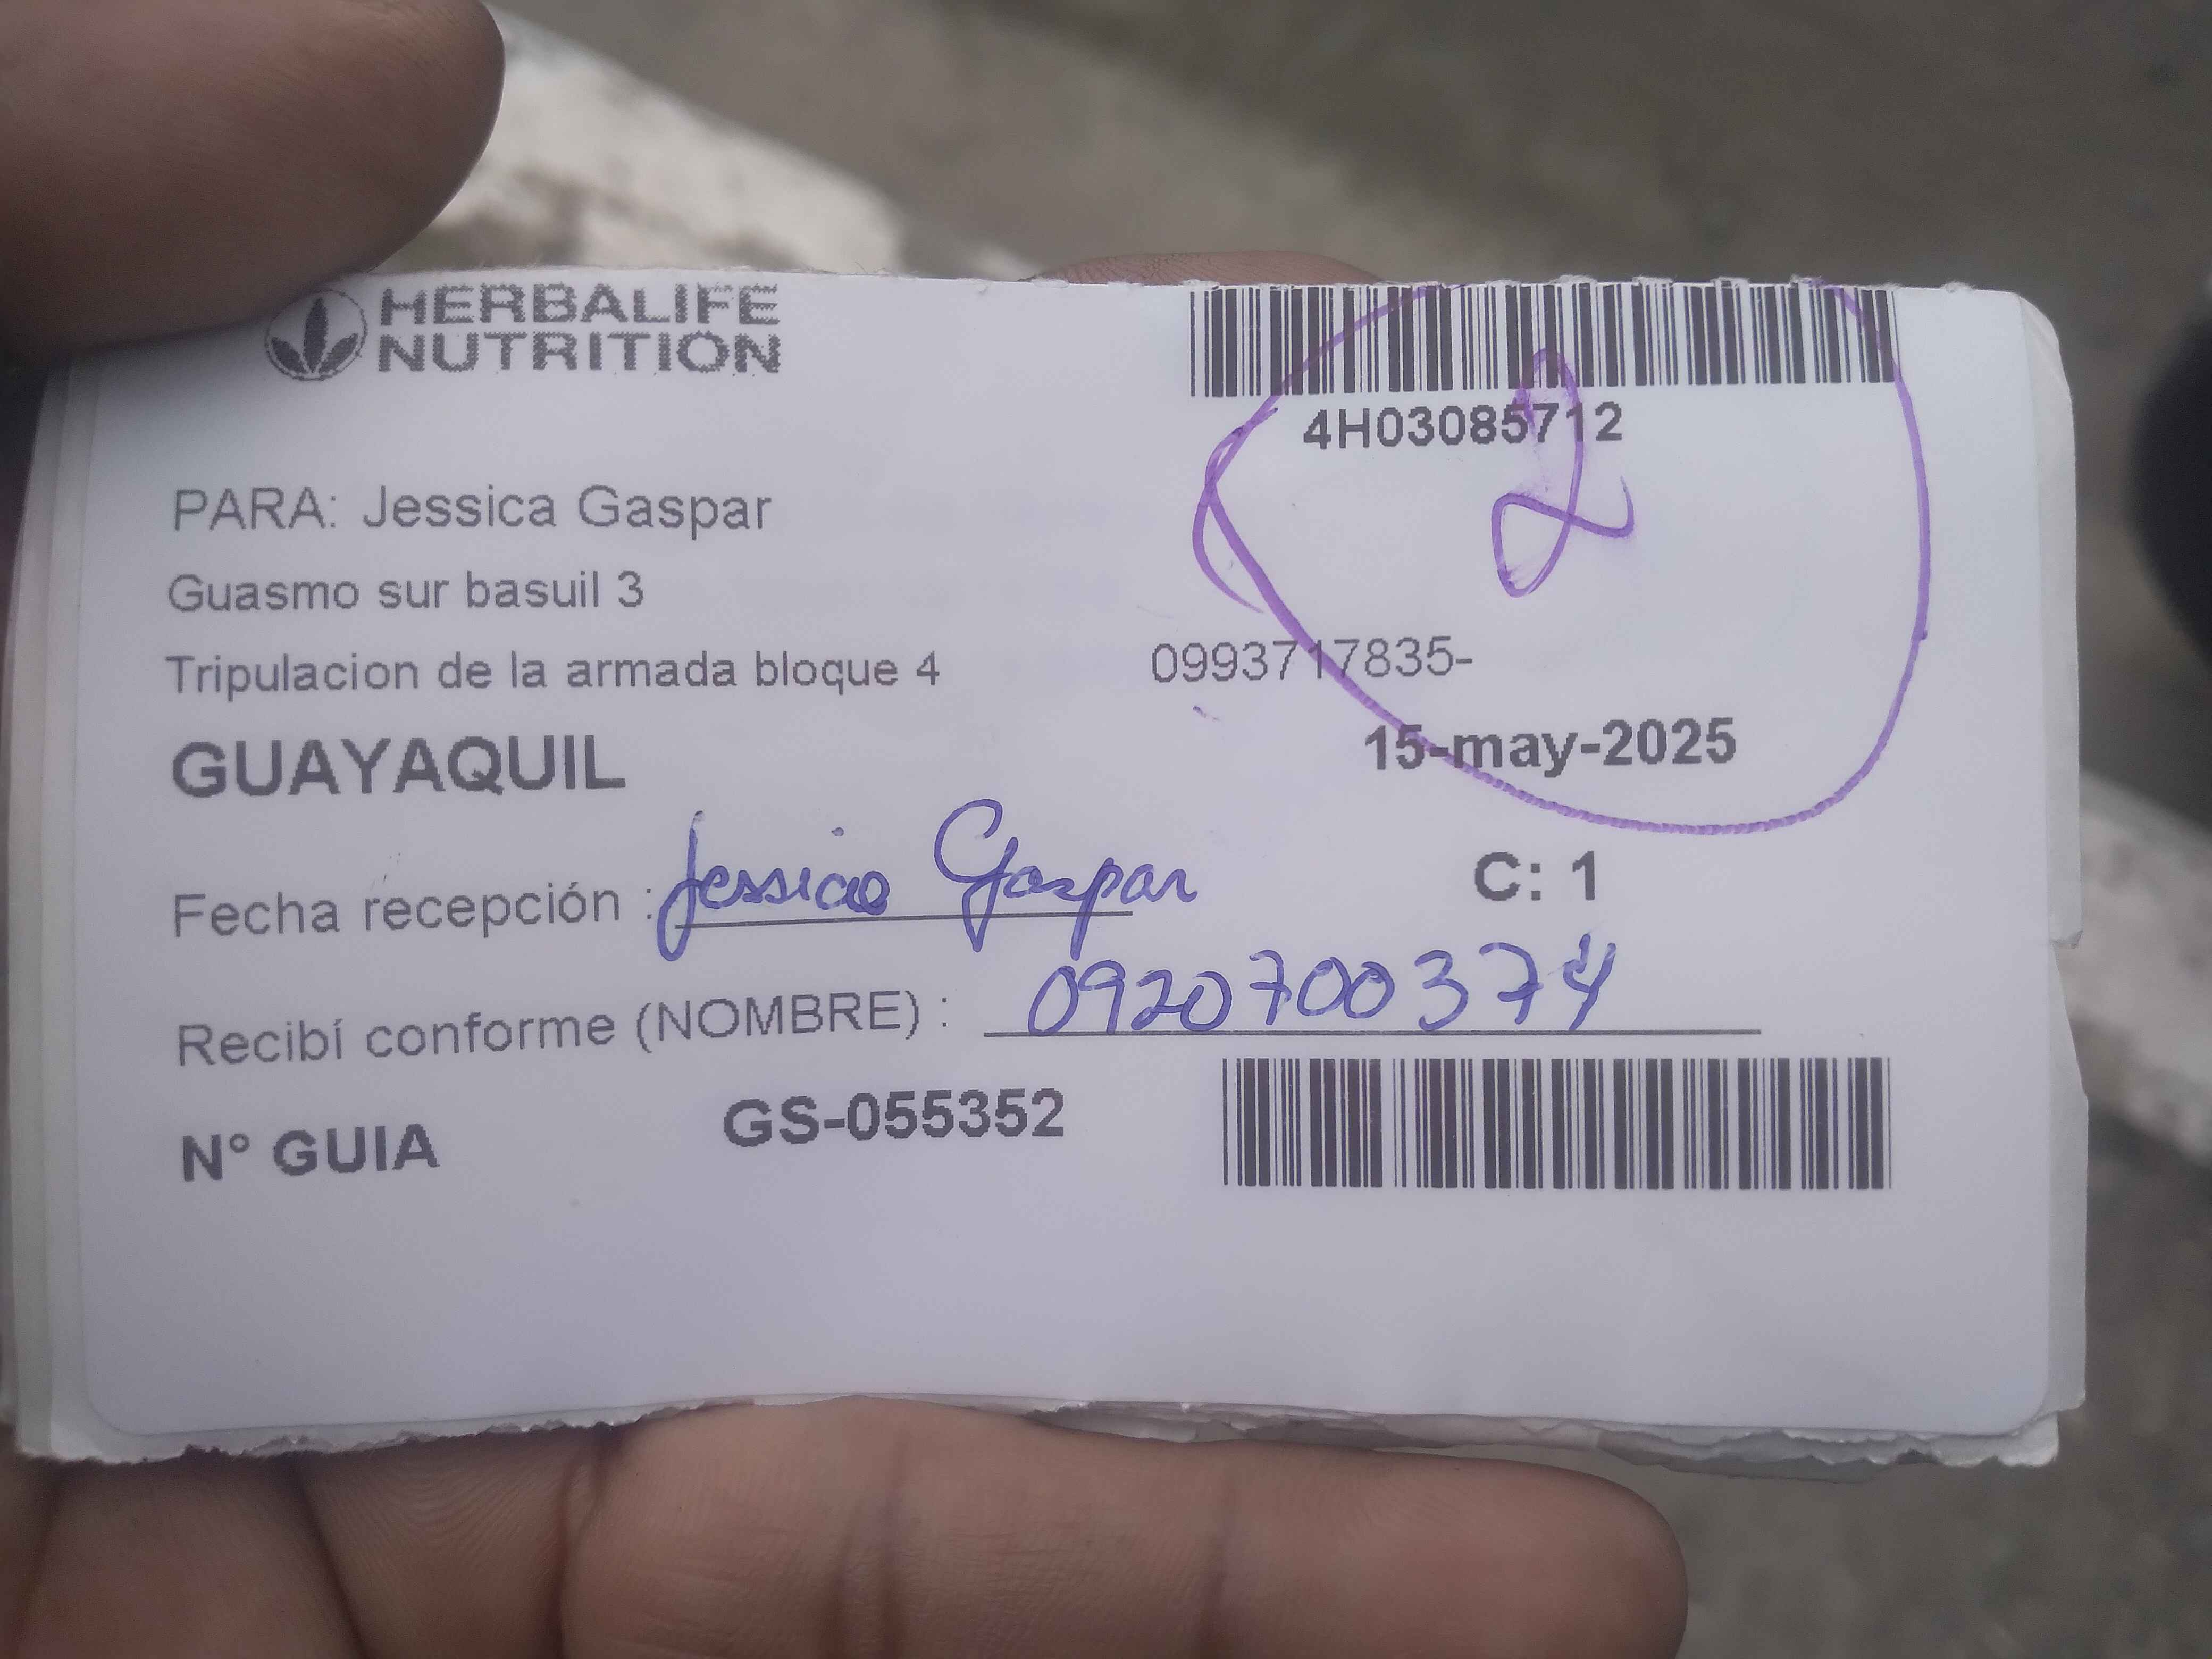 HERBALIFE
NUTRITION
4H03085712
2
PARA: Jessica Gaspar
Guasmo sur basuil 3
Tripulacion de la armada bloque 4 0993717835-
GUAYAQUIL 15-may-2025
Fecha recepción : Jessica Gaspar C: 1
Recibí conforme (NOMBRE) : 0920700374
N° GUIA GS-055352